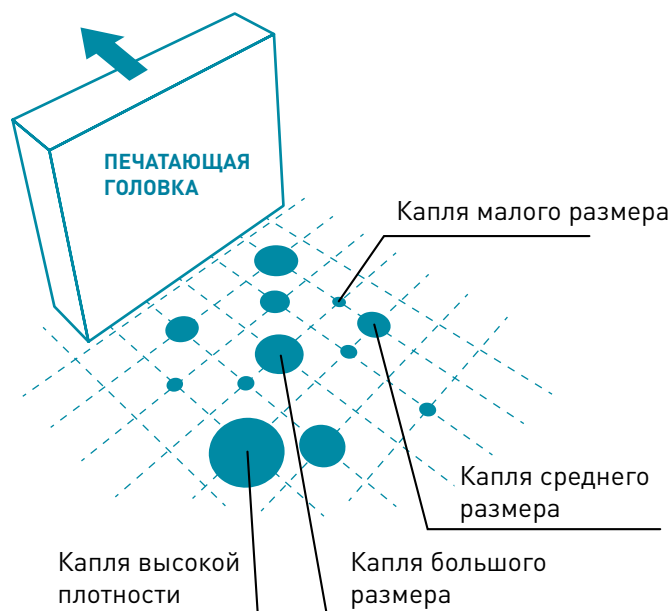 ПЕЧАТАЮЩАЯ
ГОЛОВКА
Капля малого размера
Капля среднего
размера
Капля высокой
плотности
Капля большого
размера